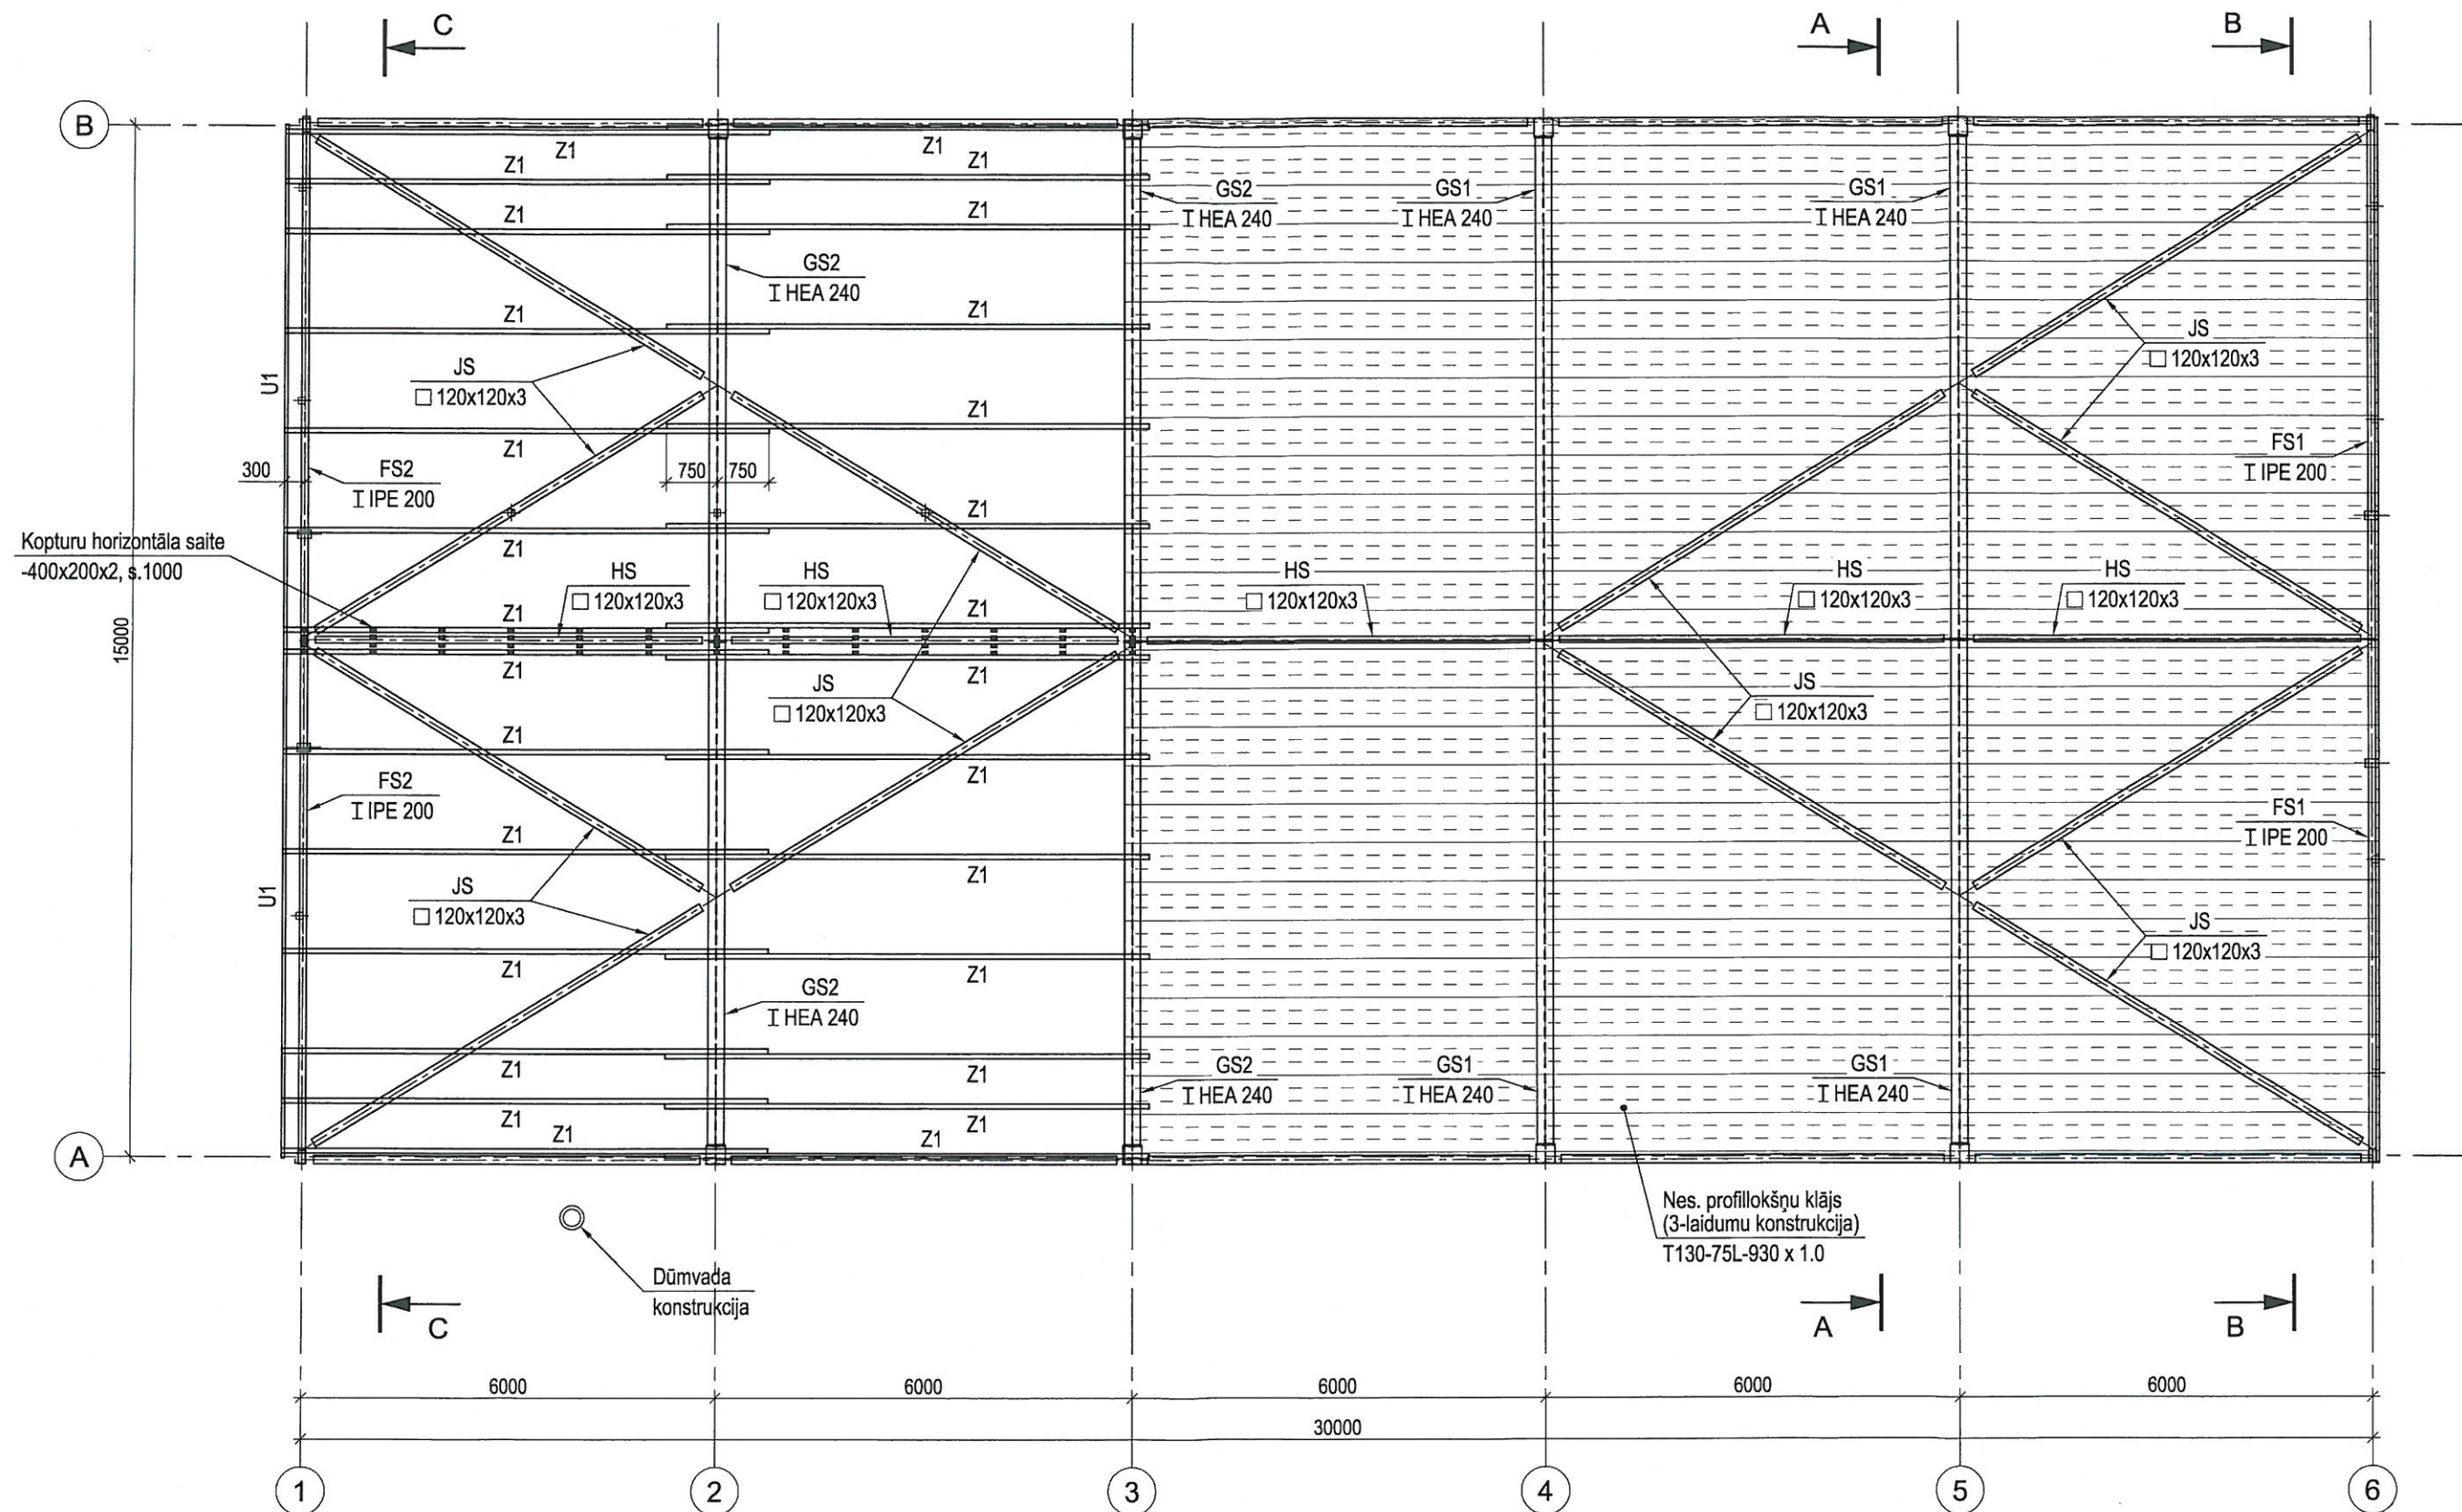 C
A
B
B
Z1
Z1
Z1
Z1
Z1
Z1
Z1
GS2
I HEA 240
GS1
I HEA 240
GS1
I HEA 240
GS2
I HEA 240
Z1
Z1
JS
□ 120x120x3
JS
□ 120x120x3
U1
Z1
Z1
300
FS2
I IPE 200
750
750
FS1
I IPE 200
Z1
Z1
Kopturu horizontāla saite
-400x200x2, s.1000
HS
□ 120x120x3
HS
□ 120x120x3
HS
□ 120x120x3
HS
□ 120x120x3
HS
□ 120x120x3
Z1
Z1
15000
Z1
Z1
JS
□ 120x120x3
JS
□ 120x120x3
Z1
Z1
FS2
I IPE 200
FS1
I IPE 200
Z1
Z1
U1
JS
□ 120x120x3
JS
□ 120x120x3
Z1
Z1
GS2
I HEA 240
GS2
I HEA 240
GS1
I HEA 240
GS1
I HEA 240
Z1
Z1
Z1
Z1
Z1
Z1
A
Nes. profillokšņu klājs
(3-laidumu konstrukcija)
T130-75L-930 x 1.0
Dūmvada
konstrukcija
C
A
B
6000
6000
6000
6000
6000
30000
1
2
3
4
5
6